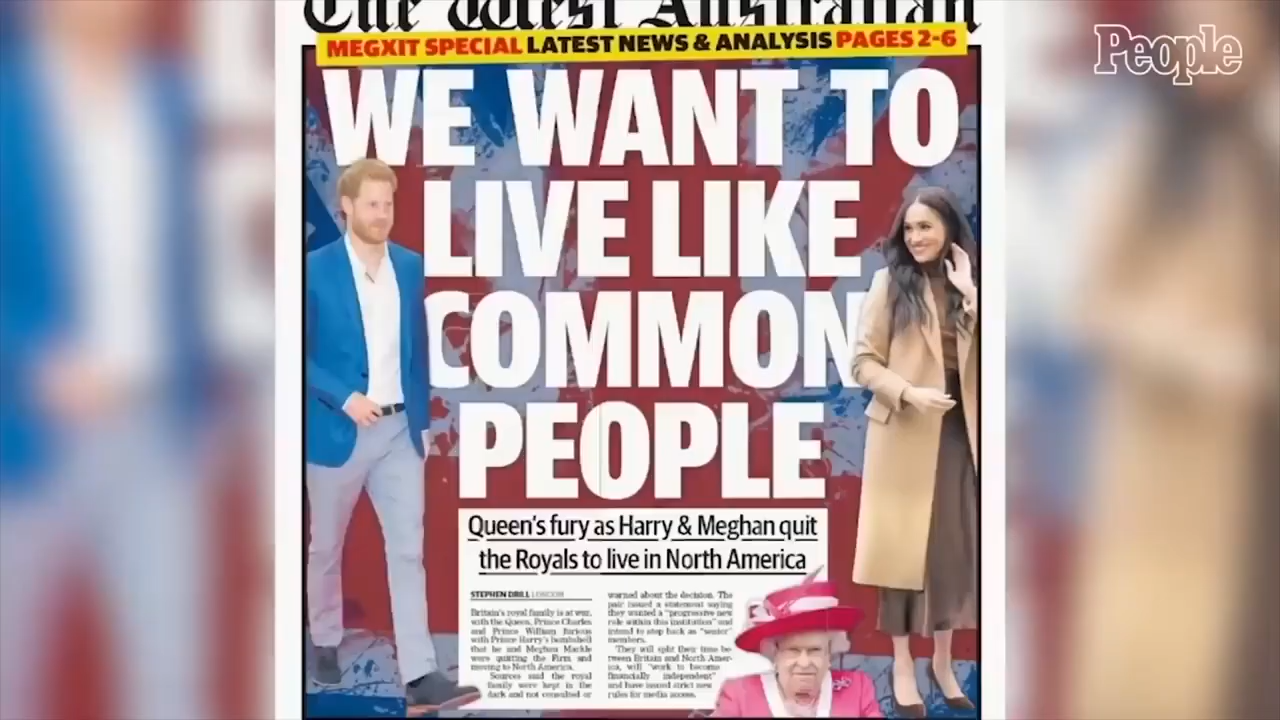 The West Australian
People
MEGXIT SPECIAL LATEST NEWS & ANALYSIS PAGES 2-6
WE WANT TO
LIVE LIKE
COMMON
PEOPLE
Queen's fury as Harry & Meghan quit
the Royals to live in North America
STEPHEN DRILL LONDON
Britain's royal family is at war,
with the Queen, Prince Charles
and Prince William furious
with Prince Harry's bombshell
that he and Meghan Markle
were quitting the Firm and
moving to North America.
Sources said the royal
family were kept in the
dark and not consulted or
warned about the decision. The
pair issued a statement saying
they wanted a "progressive new
role within this institution" and
intend to step back as "senior"
members.
They will split their time be-
tween Britain and North Amer-
ica, will "work to become
financially independent"
and have issued strict new
rules for media access.